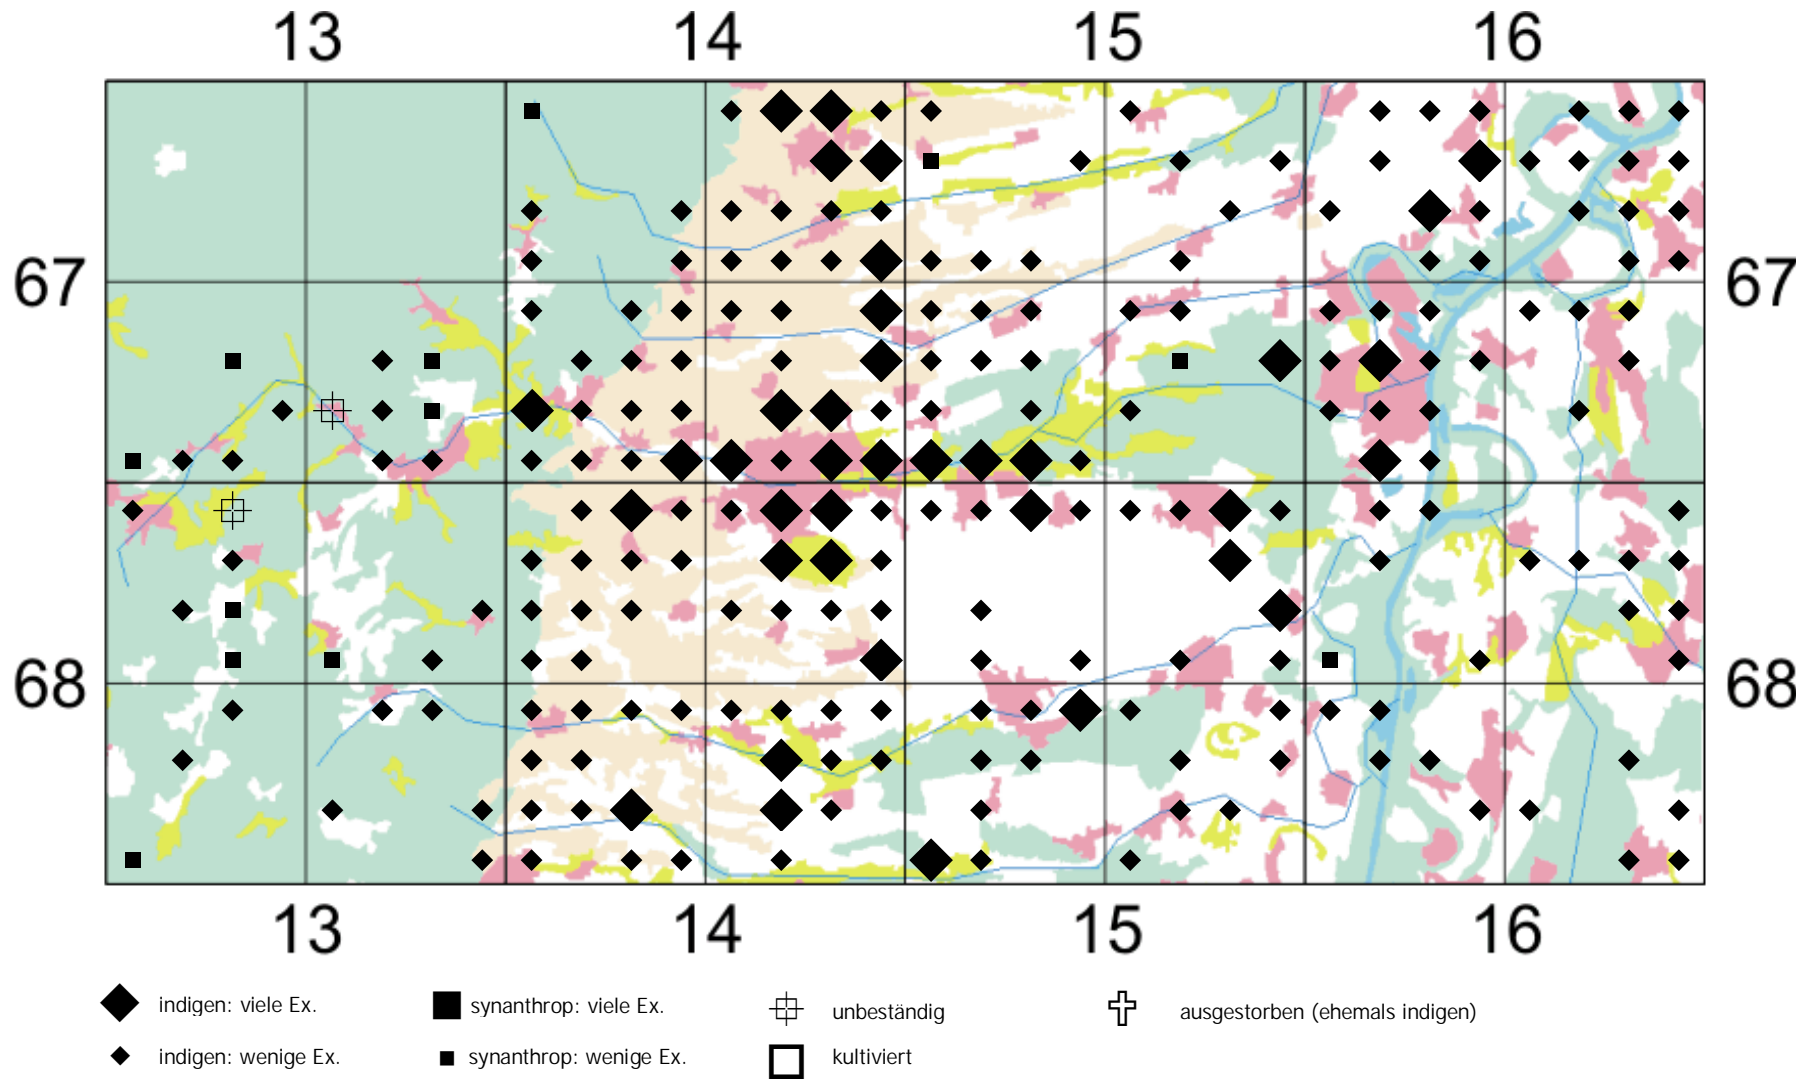 13 14 15 16
67 67
68 68
13 14 15 16
indigen: viele Ex. synanthrop: viele Ex. unbeständig ausgestorben (ehemals indigen)
indigen: wenige Ex. synanthrop: wenige Ex. kultiviert